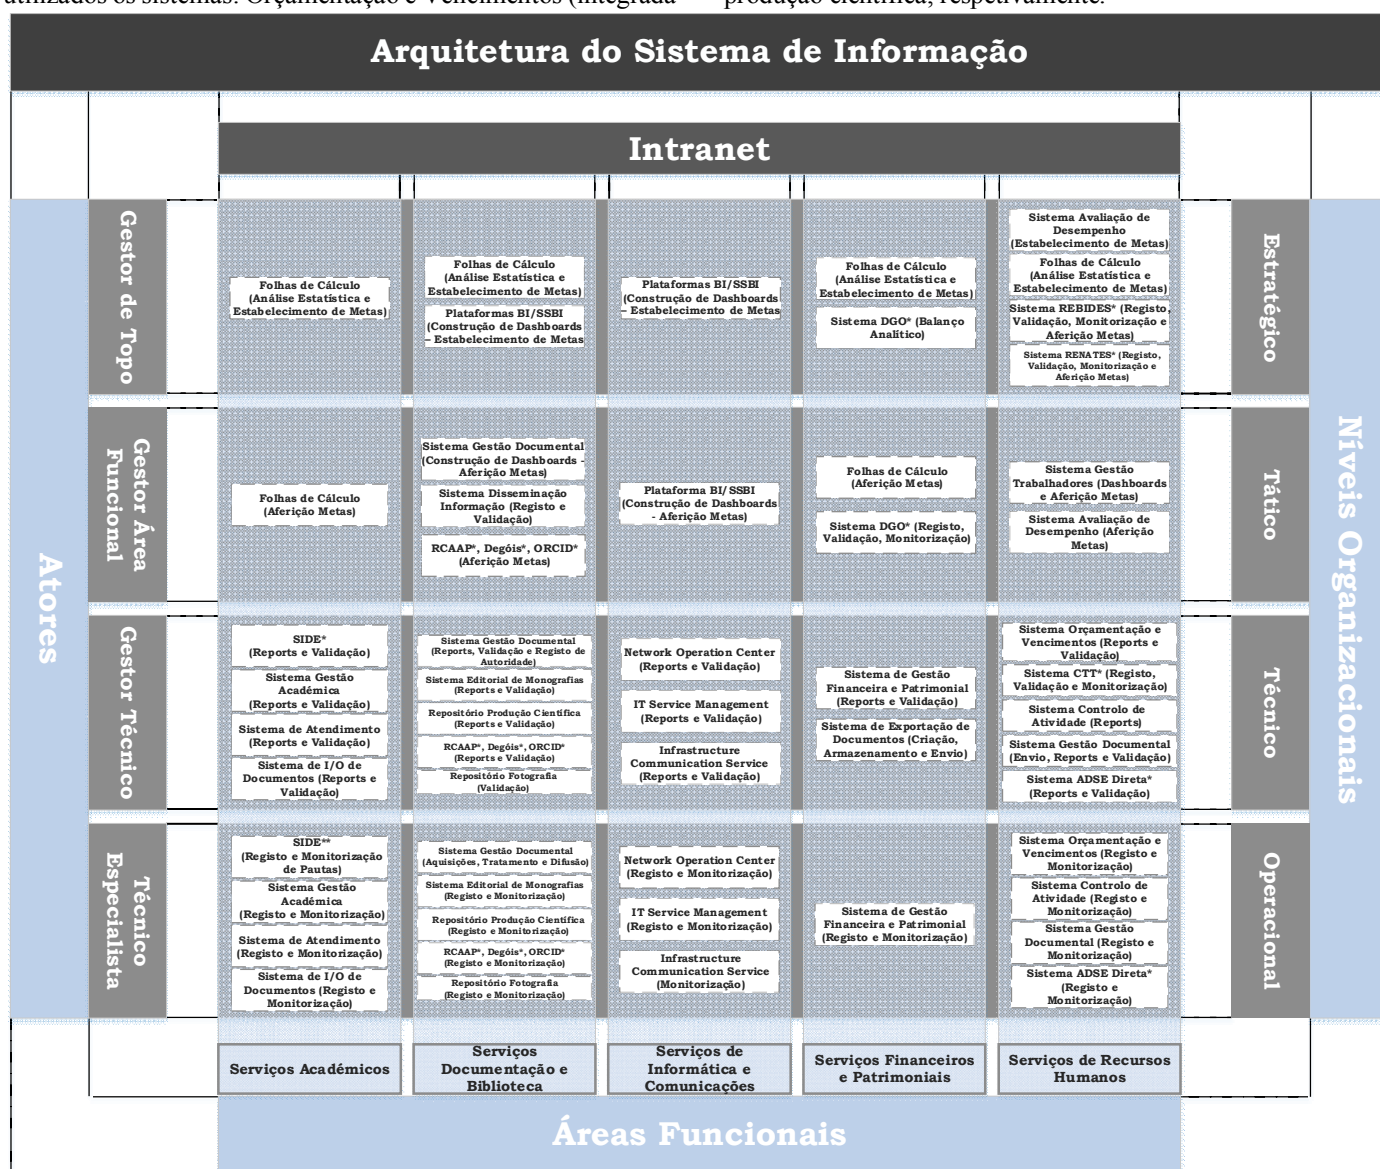 utilizados os sistemas: Orçamentação e Vencimentos (integrada
produção científica, respetivamente.
Arquitetura do Sistema de Informação
Intranet
Atores
Níveis Organizacionais
Gestor de Topo
Folhas de Cálculo
(Análise Estatística e
Estabelecimento de Metas)
Folhas de Cálculo
(Análise Estatística e
Estabelecimento de Metas)
Plataformas BI/SSBI
(Construção de Dashboards
– Estabelecimento de Metas
Plataformas BI/SSBI
(Construção de Dashboards
– Estabelecimento de Metas
Folhas de Cálculo
(Análise Estatística e
Estabelecimento de Metas)
Sistema DGO* (Balanço
Analítico)
Sistema Avaliação de
Desempenho
(Estabelecimento de Metas)
Folhas de Cálculo
(Análise Estatística e
Estabelecimento de Metas)
Sistema REBIDES* (Registo,
Validação, Monitorização e
Aferição Metas)
Sistema RENATES* (Registo,
Validação, Monitorização e
Aferição Metas)
Estratégico
Gestor Área
Funcional
Folhas de Cálculo
(Aferição Metas)
Sistema Gestão Documental
(Construção de Dashboards -
Aferição Metas)
Sistema Disseminação
Informação (Registo e
Validação)
RCAAP*, Degóis*, ORCID*
(Aferição Metas)
Plataforma BI/SSBI
(Construção de Dashboards
- Aferição Metas)
Folhas de Cálculo
(Aferição Metas)
Sistema DGO* (Registo,
Validação, Monitorização)
Sistema Gestão
Trabalhadores (Dashboards
e Aferição Metas)
Sistema Avaliação de
Desempenho (Aferição
Metas)
Tático
Gestor Técnico
SIDE*
(Reports e Validação)
Sistema Gestão
Académica
(Reports e Validação)
Sistema de Atendimento
(Reports e Validação)
Sistema de I/O de
Documentos (Reports e
Validação)
Sistema Gestão Documental
(Reports, Validação e Registo de
Autoridade)
Sistema Editorial de Monografias
(Reports e Validação)
Repositório Produção Científica
(Reports e Validação)
RCAAP*, Degóis*, ORCID*
(Reports e Validação)
Repositório Fotografia
(Validação)
Network Operation Center
(Reports e Validação)
IT Service Management
(Reports e Validação)
Infrastructure
Communication Service
(Reports e Validação)
Sistema de Gestão
Financeira e Patrimonial
(Reports e Validação)
Sistema de Exportação de
Documentos (Criação,
Armazenamento e Envio)
Sistema Orçamentação e
Vencimentos (Reports e
Validação)
Sistema CTT* (Registo,
Validação e Monitorização)
Sistema Controlo de
Atividade (Reports)
Sistema Gestão Documental
(Envio, Reports e Validação)
Sistema ADSE Direta*
(Reports e Validação)
Técnico
Técnico
Especialista
SIDE**
(Registo e Monitorização
de Pautas)
Sistema Gestão
Académica
(Registo e Monitorização)
Sistema de Atendimento
(Registo e Monitorização)
Sistema de I/O de
Documentos (Registo e
Monitorização)
Sistema Gestão Documental
(Aquisições, Tratamento e Difusão)
Sistema Editorial de Monografias
(Registo e Monitorização)
Repositório Produção Científica
(Registo e Monitorização)
RCAAP*, Degóis*, ORCID*
(Registo e Monitorização)
Repositório Fotografia
(Registo e Monitorização)
Network Operation Center
(Registo e Monitorização)
IT Service Management
(Registo e Monitorização)
Infrastructure
Communication Service
(Monitorização)
Sistema de Gestão
Financeira e Patrimonial
(Registo e Monitorização)
Sistema Orçamentação e
Vencimentos (Registo e
Monitorização)
Sistema Controlo de
Atividade (Registo e
Monitorização)
Sistema Gestão
Documental (Registo e
Monitorização)
Sistema ADSE Direta*
(Registo e
Monitorização)
Operacional
Serviços Académicos
Serviços
Documentação e
Biblioteca
Serviços de
Informática e
Comunicações
Serviços Financeiros
e Patrimoniais
Serviços de Recursos
Humanos
Áreas Funcionais